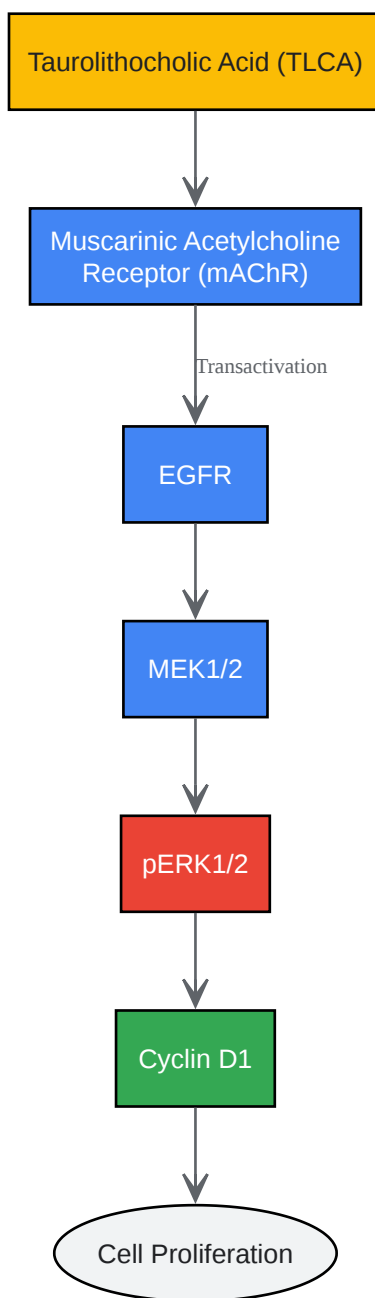 Taurolithocholic Acid (TLCA)
Muscarinic Acetylcholine
Receptor (mAChR)
Transactivation
EGFR
MEK1/2
pERK1/2
Cyclin D1
Cell Proliferation